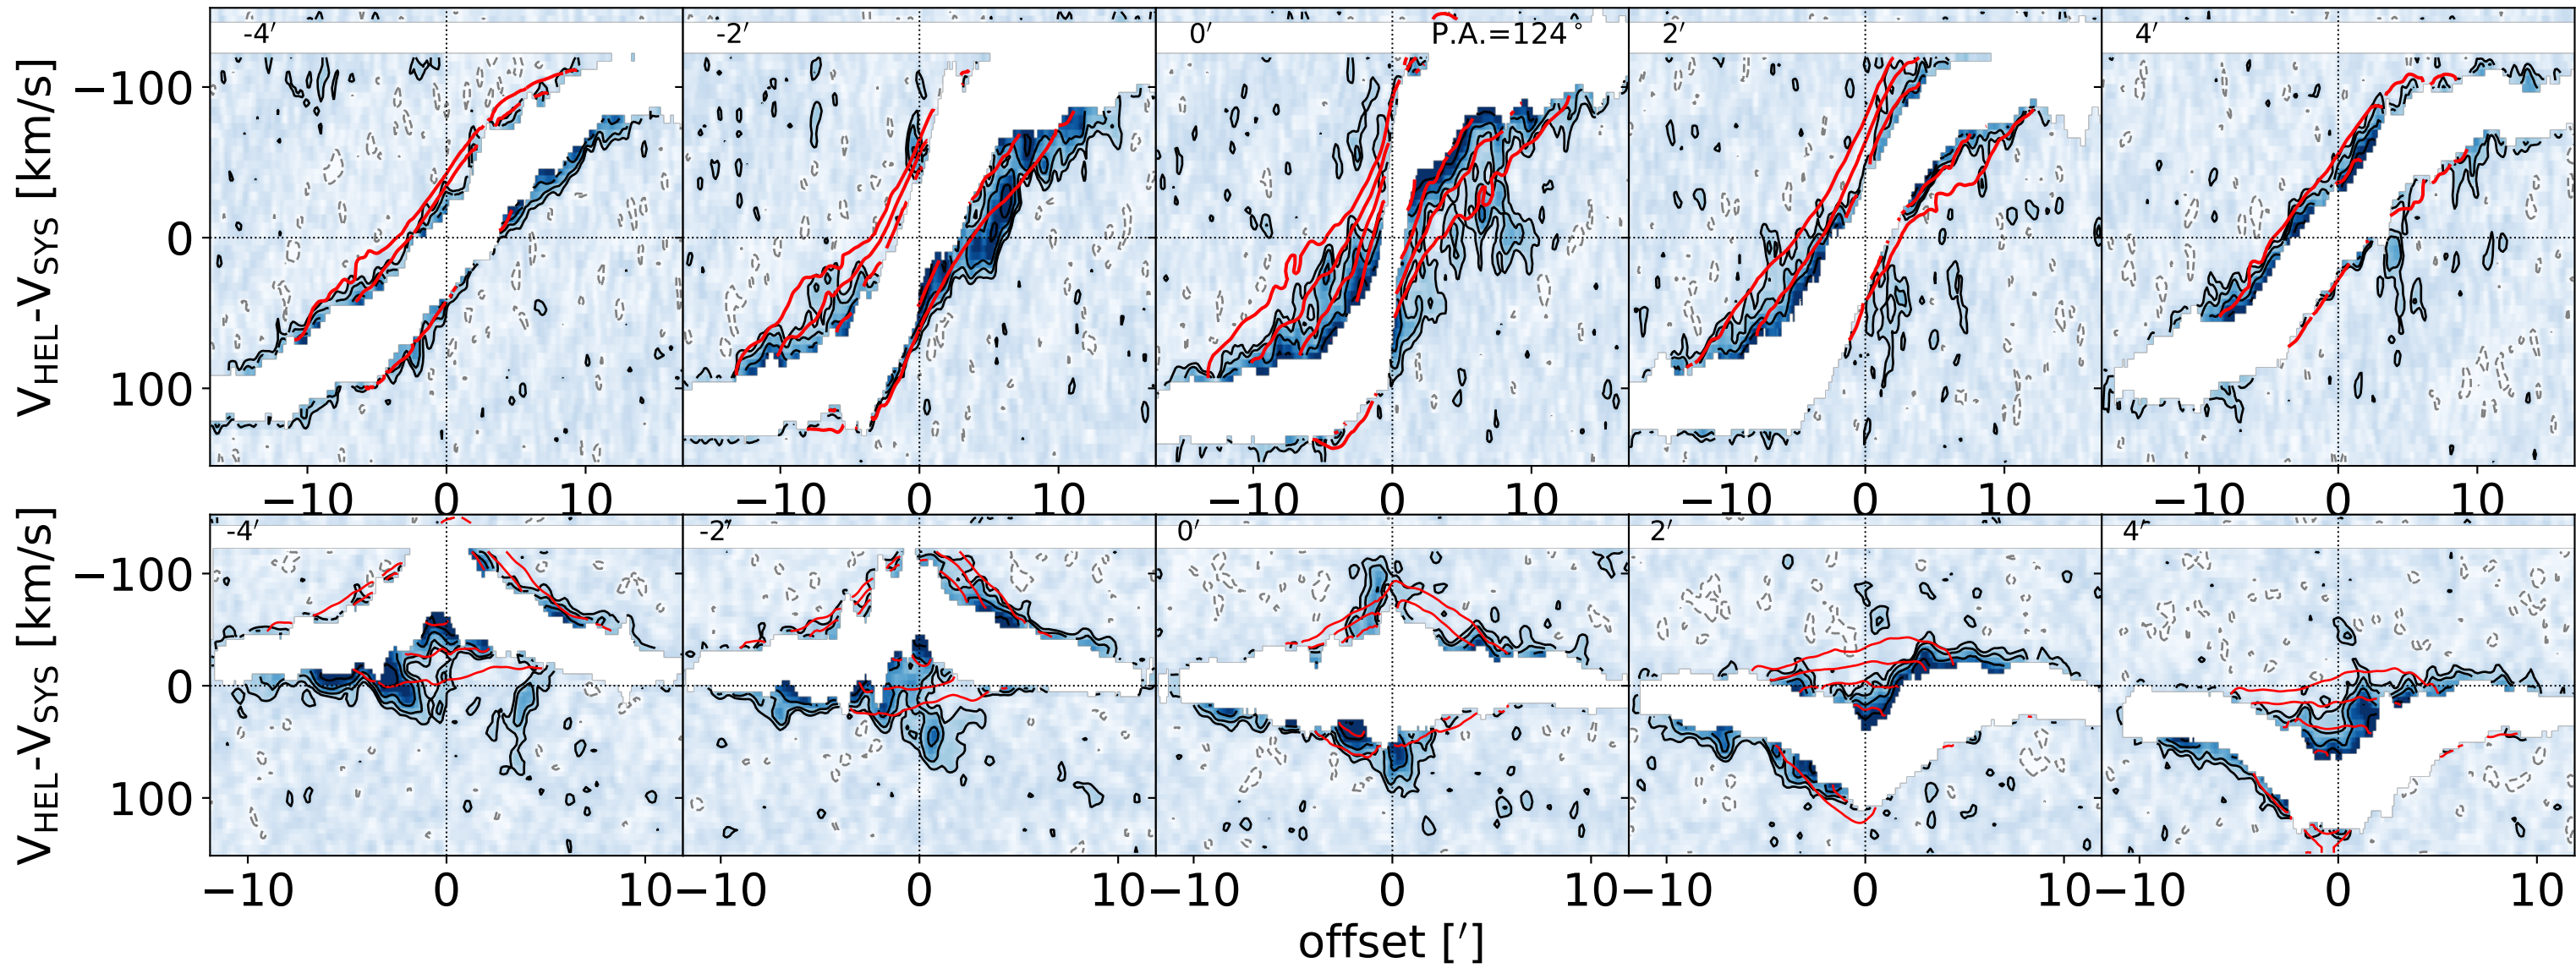 -4′ -2′ 0′ P.A.=124° 2′ 4′
V_HEL-V_SYS [km/s]
−100
0
100
−10 0 10 −10 0 10 −10 0 10 −10 0 10 −10 0 10
-4′ -2′ 0′ 2′ 4′
V_HEL-V_SYS [km/s]
−100
0
100
−10 0 10 −10 0 10 −10 0 10 −10 0 10 −10 0 10
offset [′]